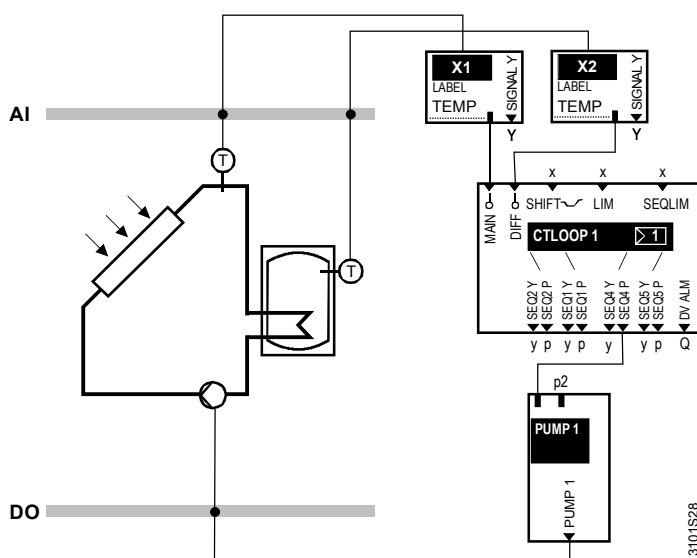 X1
LABEL
TEMP
SIGNAL Y
Y
X2
LABEL
TEMP
SIGNAL Y
Y
AI
T
T
x x x
MAIN
DIFF
SHIFT LIM SEQLIM
CTLOOP 1 1
SEQ2 Y
SEQ2 P
SEQ1 Y
SEQ1 P
SEQ4 Y
SEQ4 P
SEQ5 Y
SEQ5 P
DV ALM
y p y p y y p Q
p2
PUMP 1
PUMP 1
DO
3101S28